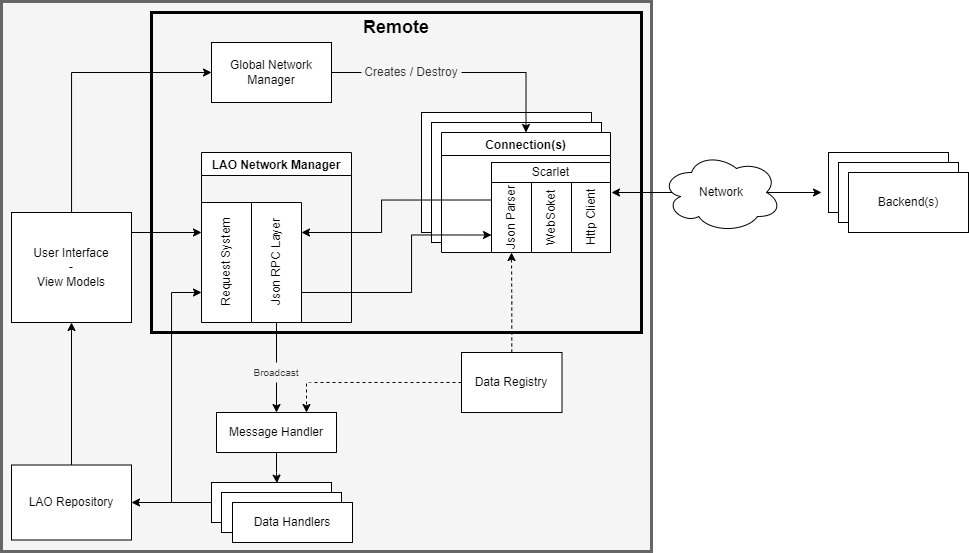 Remote
Global Network
Manager
Creates / Destroy
Connection(s)
Scarlet
Json Parser
WebSoket
Http Client
LAO Network Manager
Request System
Json RPC Layer
Network
Backend(s)
User Interface
-
View Models
Broadcast
Data Registry
Message Handler
LAO Repository
Data Handlers